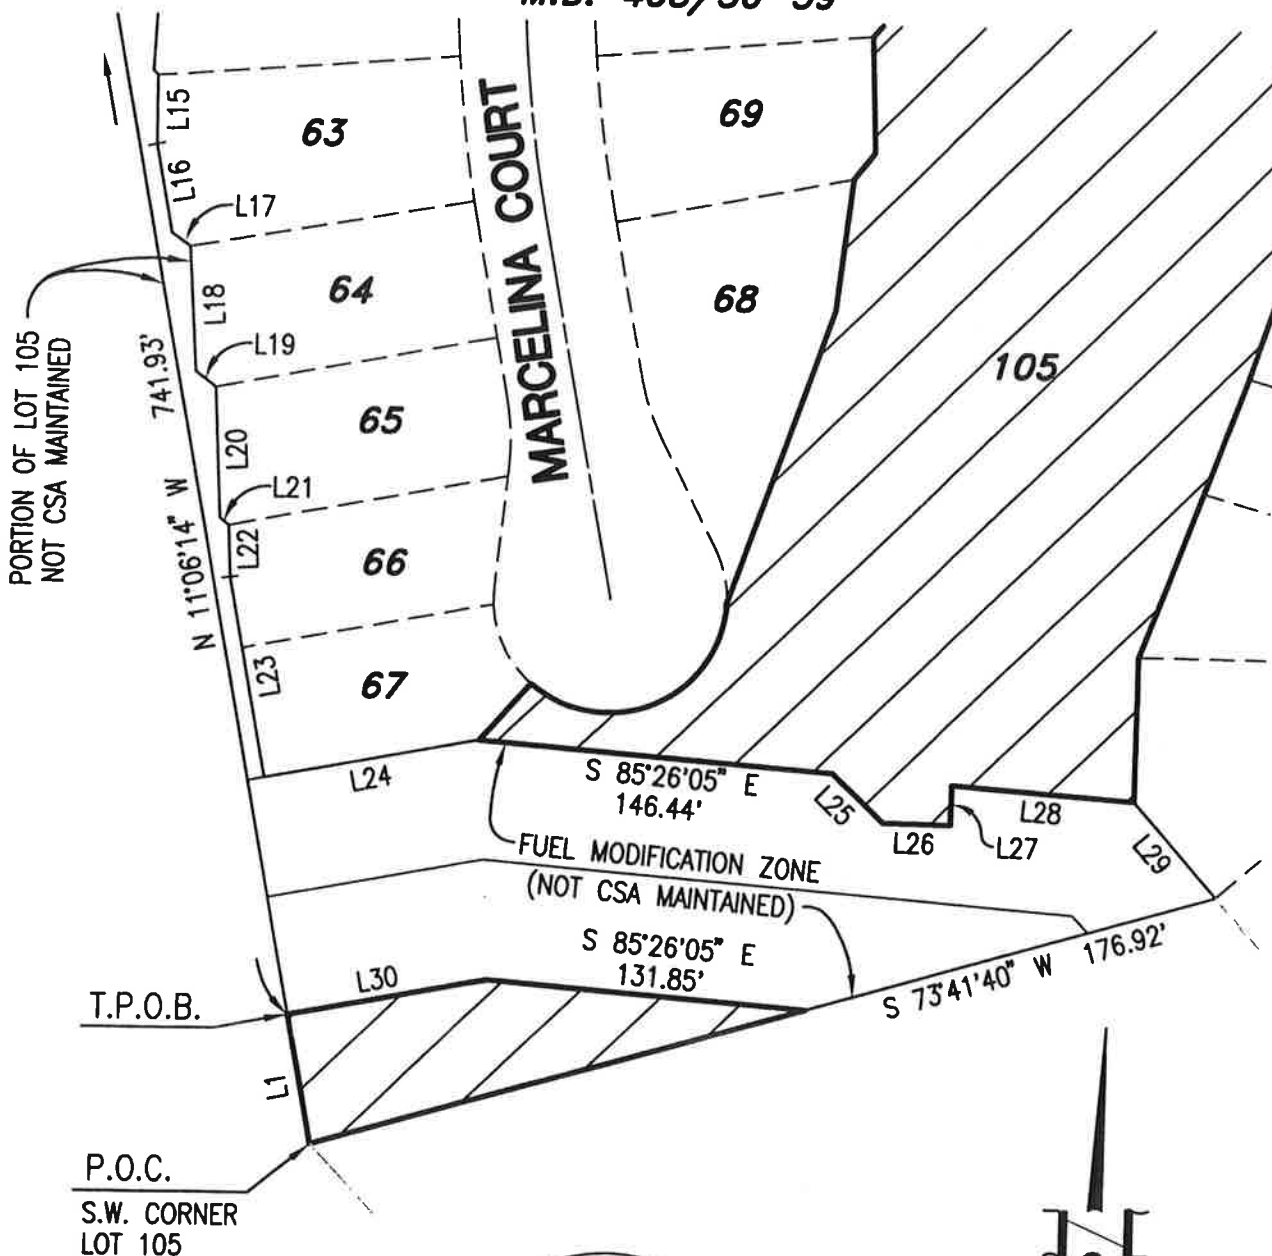 63
69
MARCELINA COURT
L15
L16
L17
64
68
L18
105
PORTION OF LOT 105
NOT CSA MAINTAINED
741.93'
L19
65
L20
L21
N 11°06'14" W
L22
66
L23
67
L24
S 85°26'05" E
146.44'
L25
L26
L27
L28
L29
FUEL MODIFICATION ZONE
(NOT CSA MAINTAINED)
S 85°26'05" E
131.85'
S 73°41'40" W 176.92'
L30
T.P.O.B.
L1
P.O.C.
S.W. CORNER
LOT 105